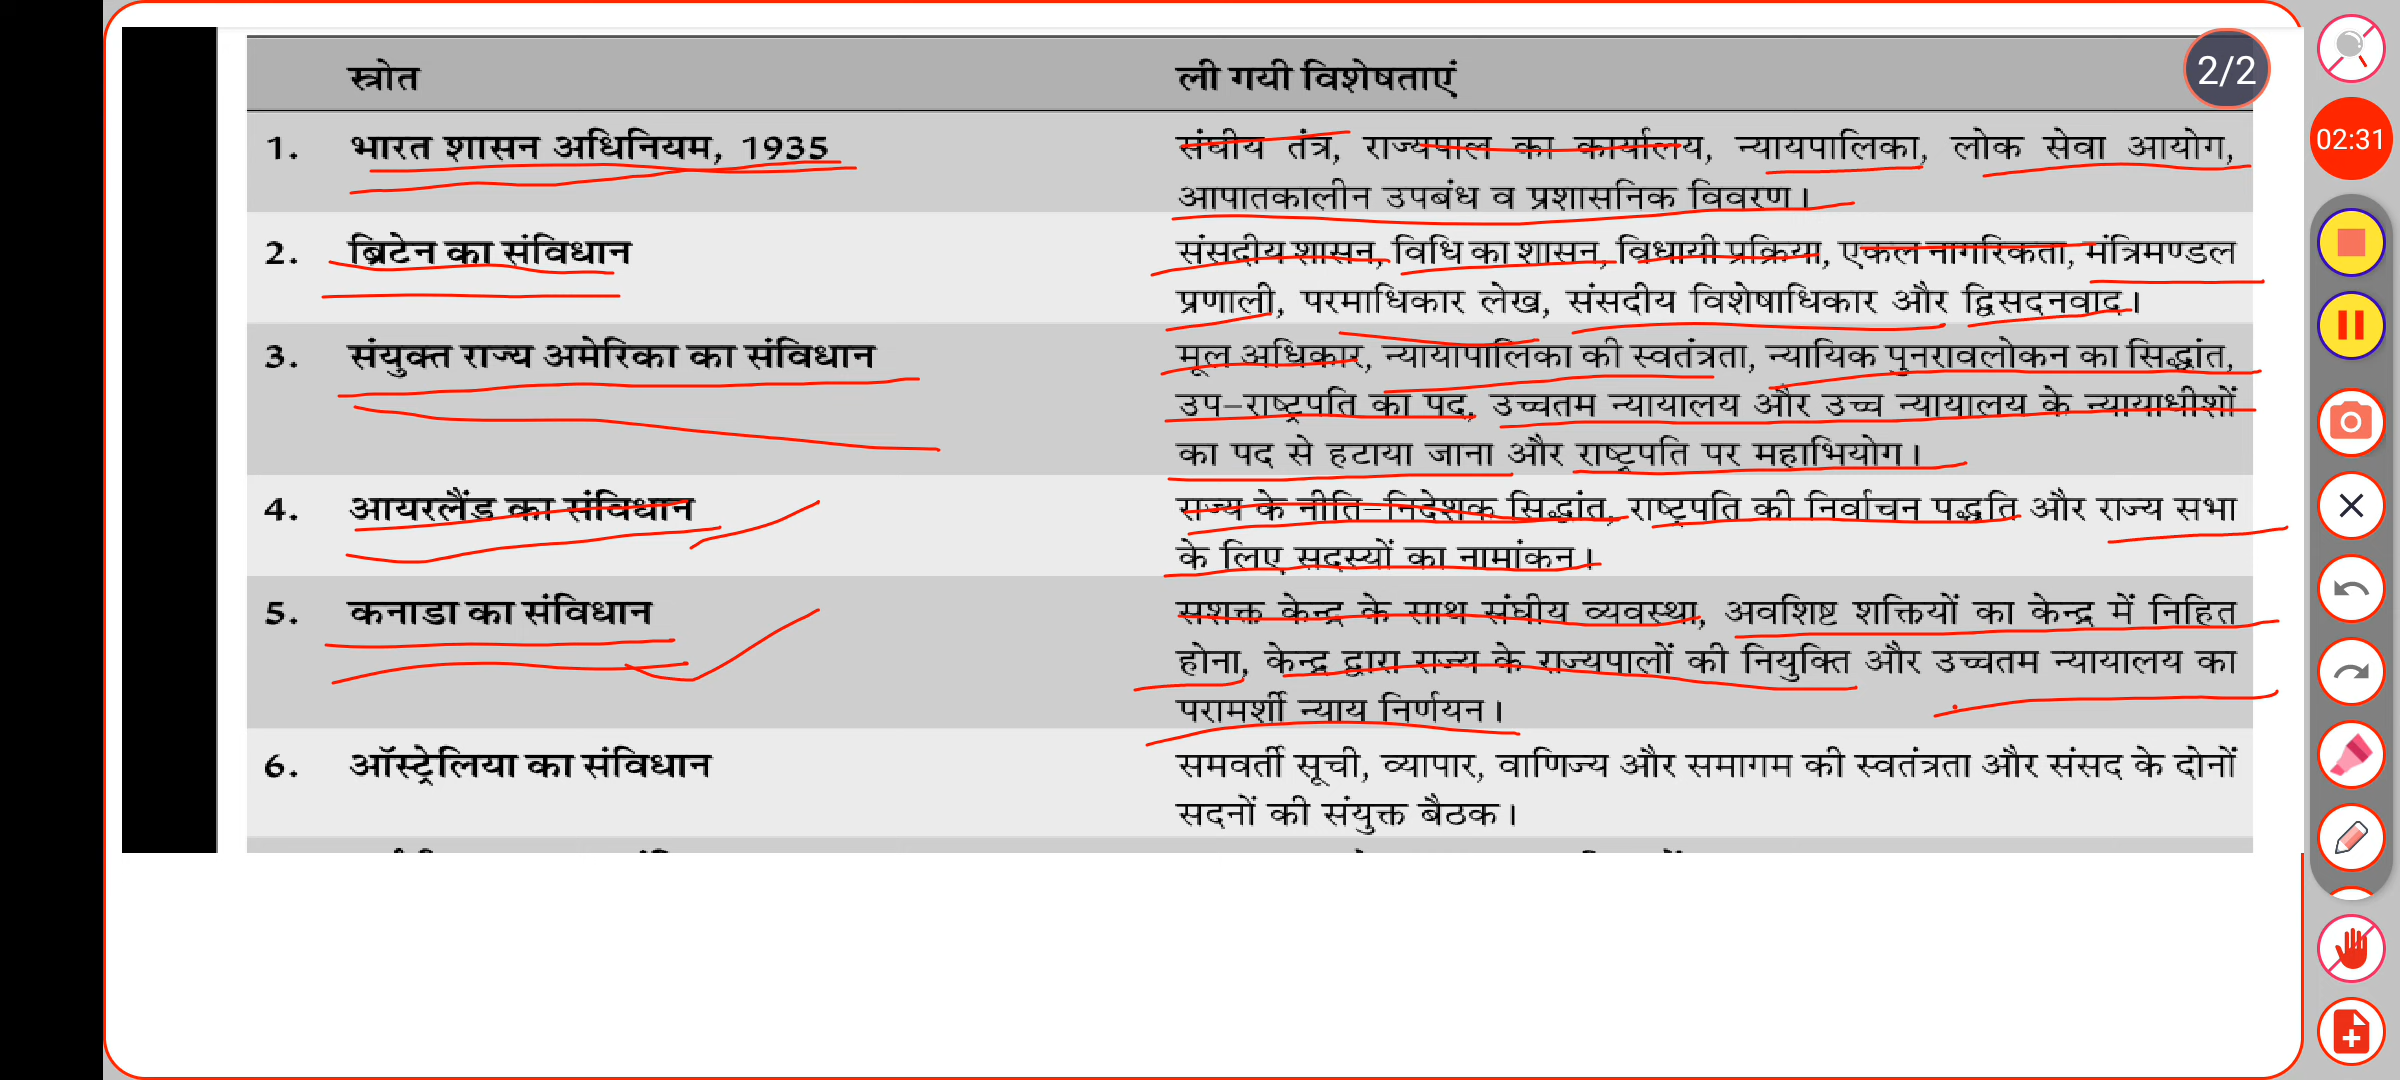 स्त्रोत ली गयी विशेषताएं 2/2
1. भारत शासन अधिनियम, 1935 संघीय तंत्र, राज्यपाल का कार्यालय, न्यायपालिका, लोक सेवा आयोग,
आपातकालीन उपबंध व प्रशासनिक विवरण।
2. ब्रिटेन का संविधान संसदीय शासन, विधि का शासन, विधायी प्रक्रिया, एकल नागरिकता, मंत्रिमण्डल
प्रणाली, परमाधिकार लेख, संसदीय विशेषाधिकार और द्विसदनवाद।
3. संयुक्त राज्य अमेरिका का संविधान मूल अधिकार, न्यायापालिका की स्वतंत्रता, न्यायिक पुनरावलोकन का सिद्धांत,
उप-राष्ट्रपति का पद, उच्चतम न्यायालय और उच्च न्यायालय के न्यायाधीशों
का पद से हटाया जाना और राष्ट्रपति पर महाभियोग।
4. आयरलैंड का संविधान राज्य के नीति-निदेशक सिद्धांत, राष्ट्रपति की निर्वाचन पद्धति और राज्य सभा
के लिए सदस्यों का नामांकन।
5. कनाडा का संविधान सशक्त केन्द्र के साथ संघीय व्यवस्था, अवशिष्ट शक्तियों का केन्द्र में निहित
होना, केन्द्र द्वारा राज्य के राज्यपालों की नियुक्ति और उच्चतम न्यायालय का
परामर्शी न्याय निर्णयन।
6. ऑस्ट्रेलिया का संविधान समवर्ती सूची, व्यापार, वाणिज्य और समागम की स्वतंत्रता और संसद के दोनों
सदनों की संयुक्त बैठक।
02:31